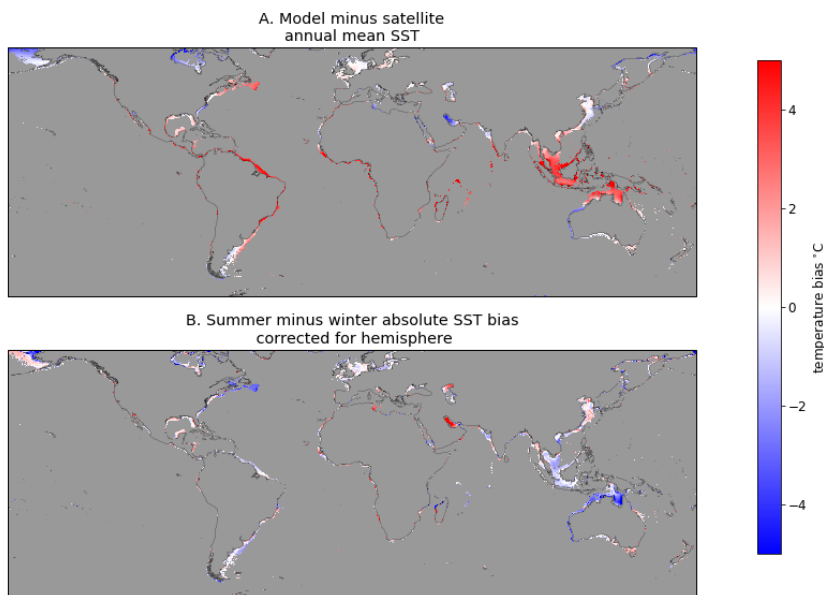 A. Model minus satellite
annual mean SST
B. Summer minus winter absolute SST bias
corrected for hemisphere
4
2
0
−2
−4
temperature bias °C